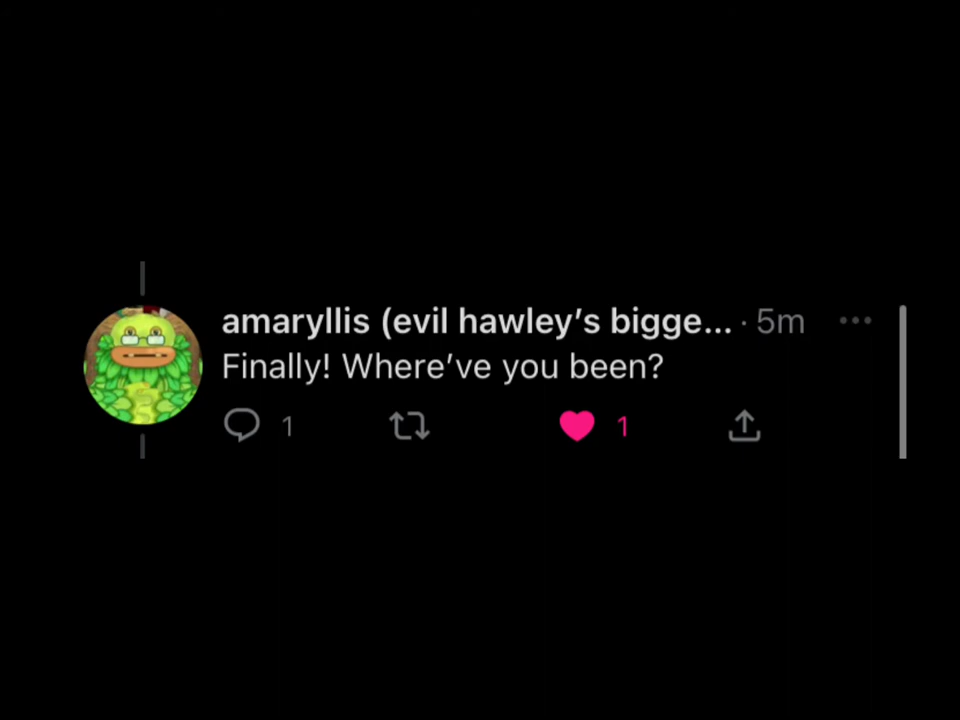 amaryllis (evil hawley’s bigge... · 5m
Finally! Where’ve you been?
1 1